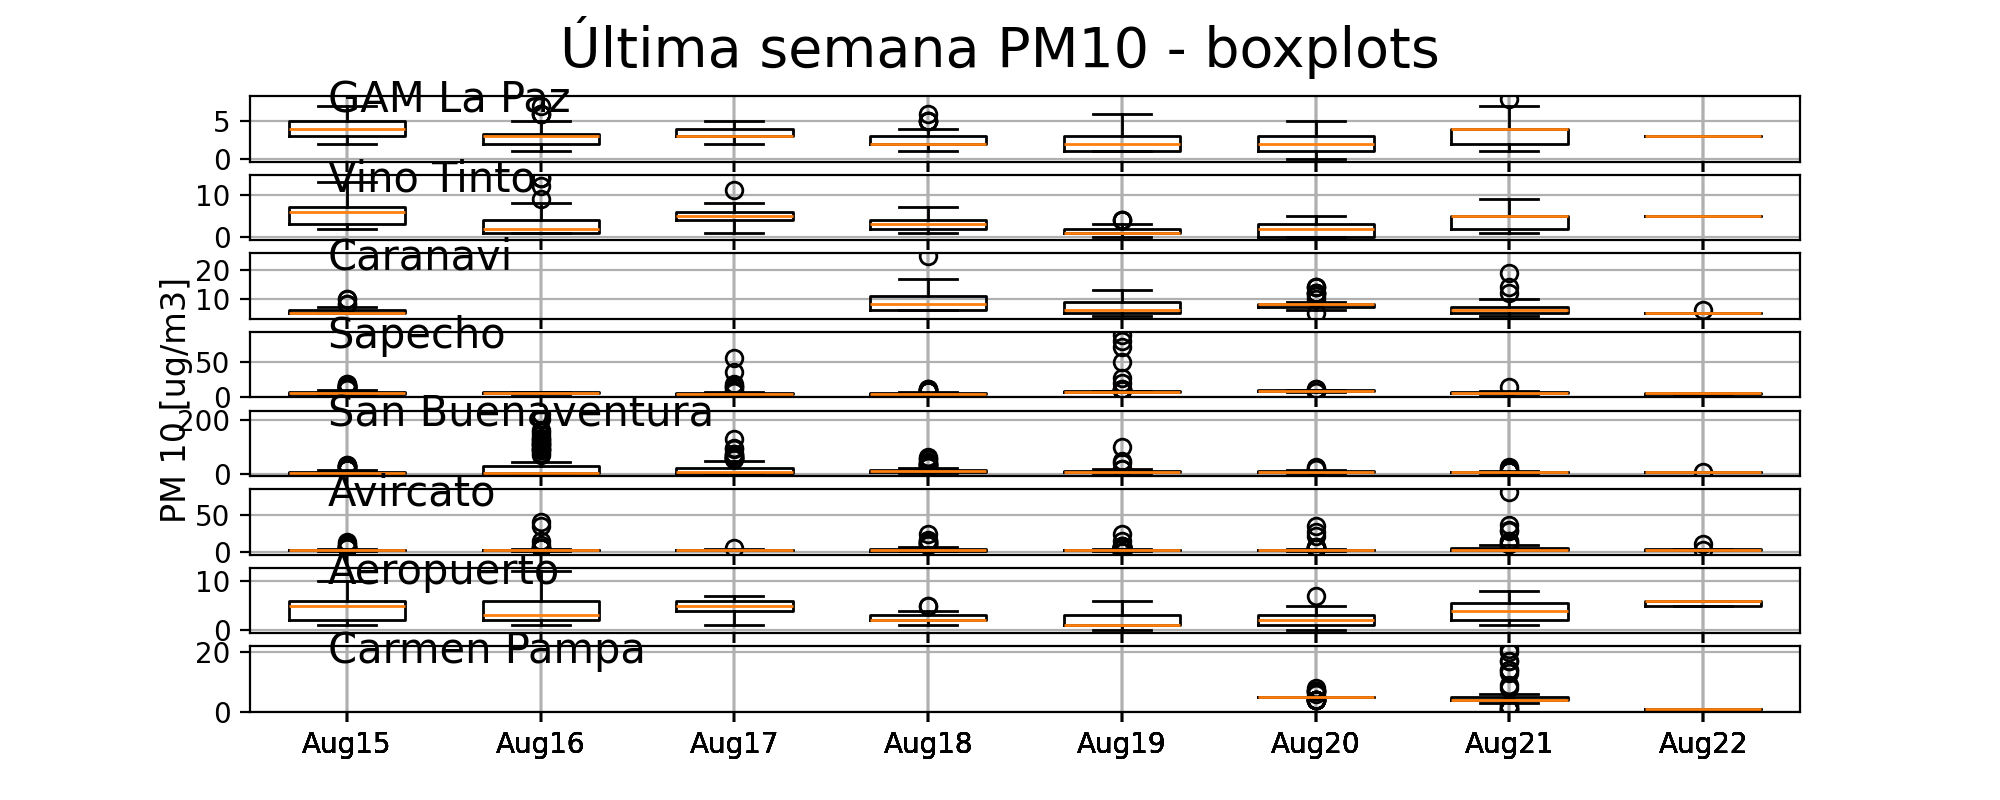 Última semana PM10 - boxplots
GAM La Paz
5
0
Vino Tinto
10
0
Caranavi
20
10
PM 10 [ug/m3]
Sapecho
50
0
San Buenaventura
200
0
Avircato
50
0
Aeropuerto
10
0
Carmen Pampa
20
0
Aug15 Aug16 Aug17 Aug18 Aug19 Aug20 Aug21 Aug22